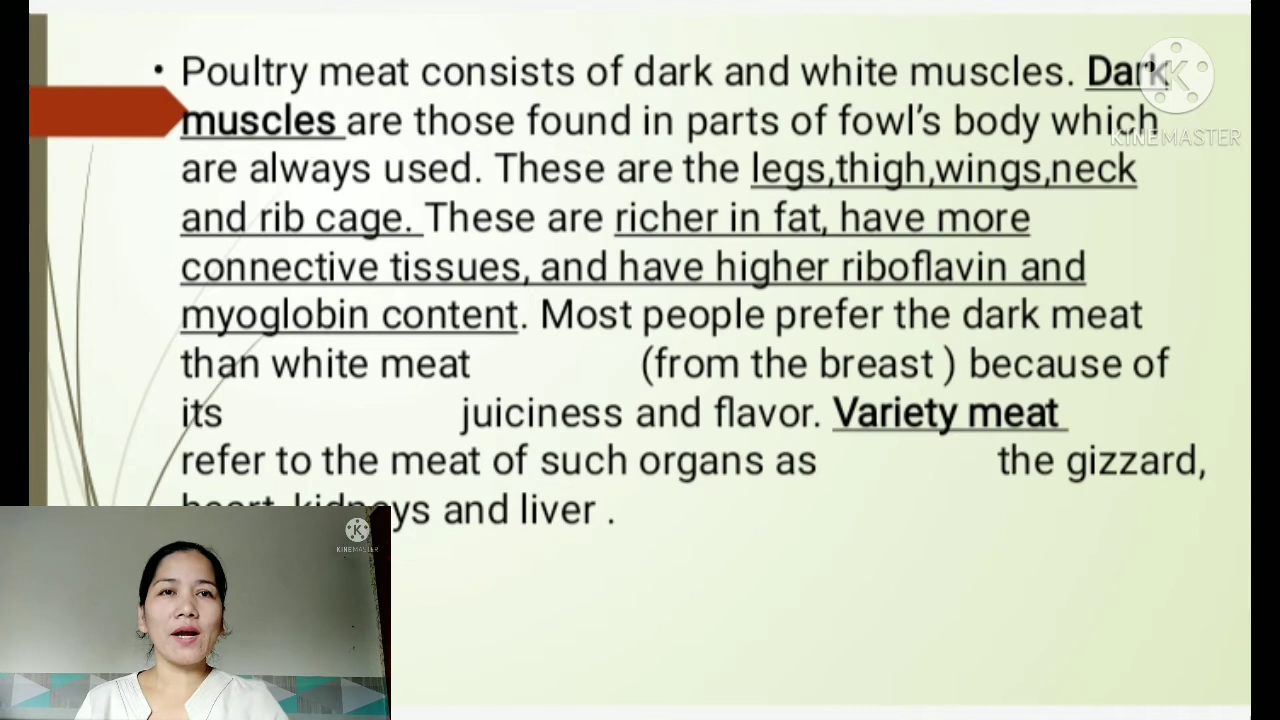 • Poultry meat consists of dark and white muscles. Dark
muscles are those found in parts of fowl's body which
are always used. These are the legs,thigh,wings,neck
and rib cage. These are richer in fat, have more
connective tissues, and have higher riboflavin and
myoglobin content. Most people prefer the dark meat
than white meat (from the breast ) because of
its juiciness and flavor. Variety meat
refer to the meat of such organs as the gizzard,
heart, kidneys and liver .
KINEMASTER
KINEMASTER